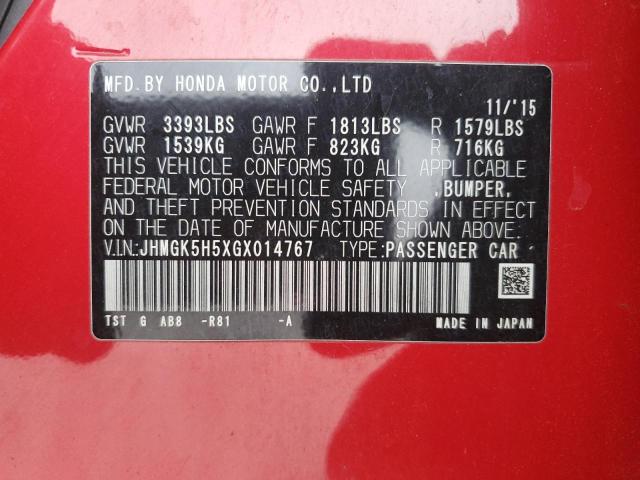 MFD.BY HONDA MOTOR CO.,LTD
11/'15
GVWR 3393LBS GAWR F 1813LBS R 1579LBS
GVWR 1539KG GAWR F 823KG R 716KG
THIS VEHICLE CONFORMS TO ALL APPLICABLE
FEDERAL MOTOR VEHICLE SAFETY ,BUMPER,
AND THEFT PREVENTION STANDARDS IN EFFECT
ON THE DATE OF MANUFACTURE SHOWN ABOVE.
V.I.N.:JHMGK5H5XGX014767 TYPE:PASSENGER CAR
TST G AB8 -R81 -A
MADE IN JAPAN